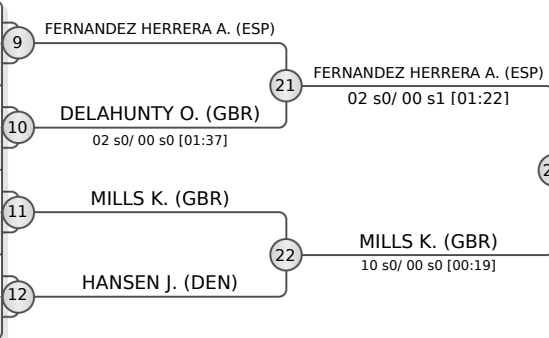 FERNANDEZ HERRERA A. (ESP)
9
21
FERNANDEZ HERRERA A. (ESP)
02 s0/ 00 s1 [01:22]
DELAHUNTY O. (GBR)
10
02 s0/ 00 s0 [01:37]
MILLS K. (GBR)
11
22
MILLS K. (GBR)
10 s0/ 00 s0 [00:19]
HANSEN J. (DEN)
12